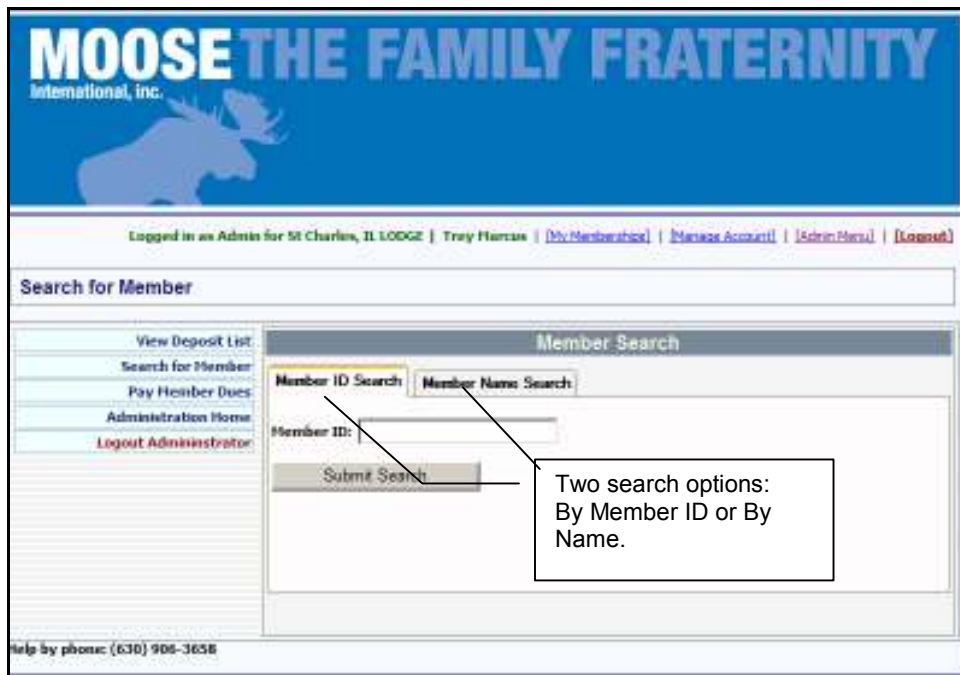 MOOSE THE FAMILY FRATERNITY
International, inc.
Logged in as Admin for St Charles, IL LODGE | Troy Marcus | [My Memberships] | [Manage Account] | [Admin Menu] | [Logout]
Search for Member
View Deposit List
Search for Member
Pay Member Dues
Administration Home
Logout Admininstrator
Member Search
Member ID Search
Member Name Search
Member ID:
Submit Search
Two search options:
By Member ID or By
Name.
Help by phone: (630) 906-3658